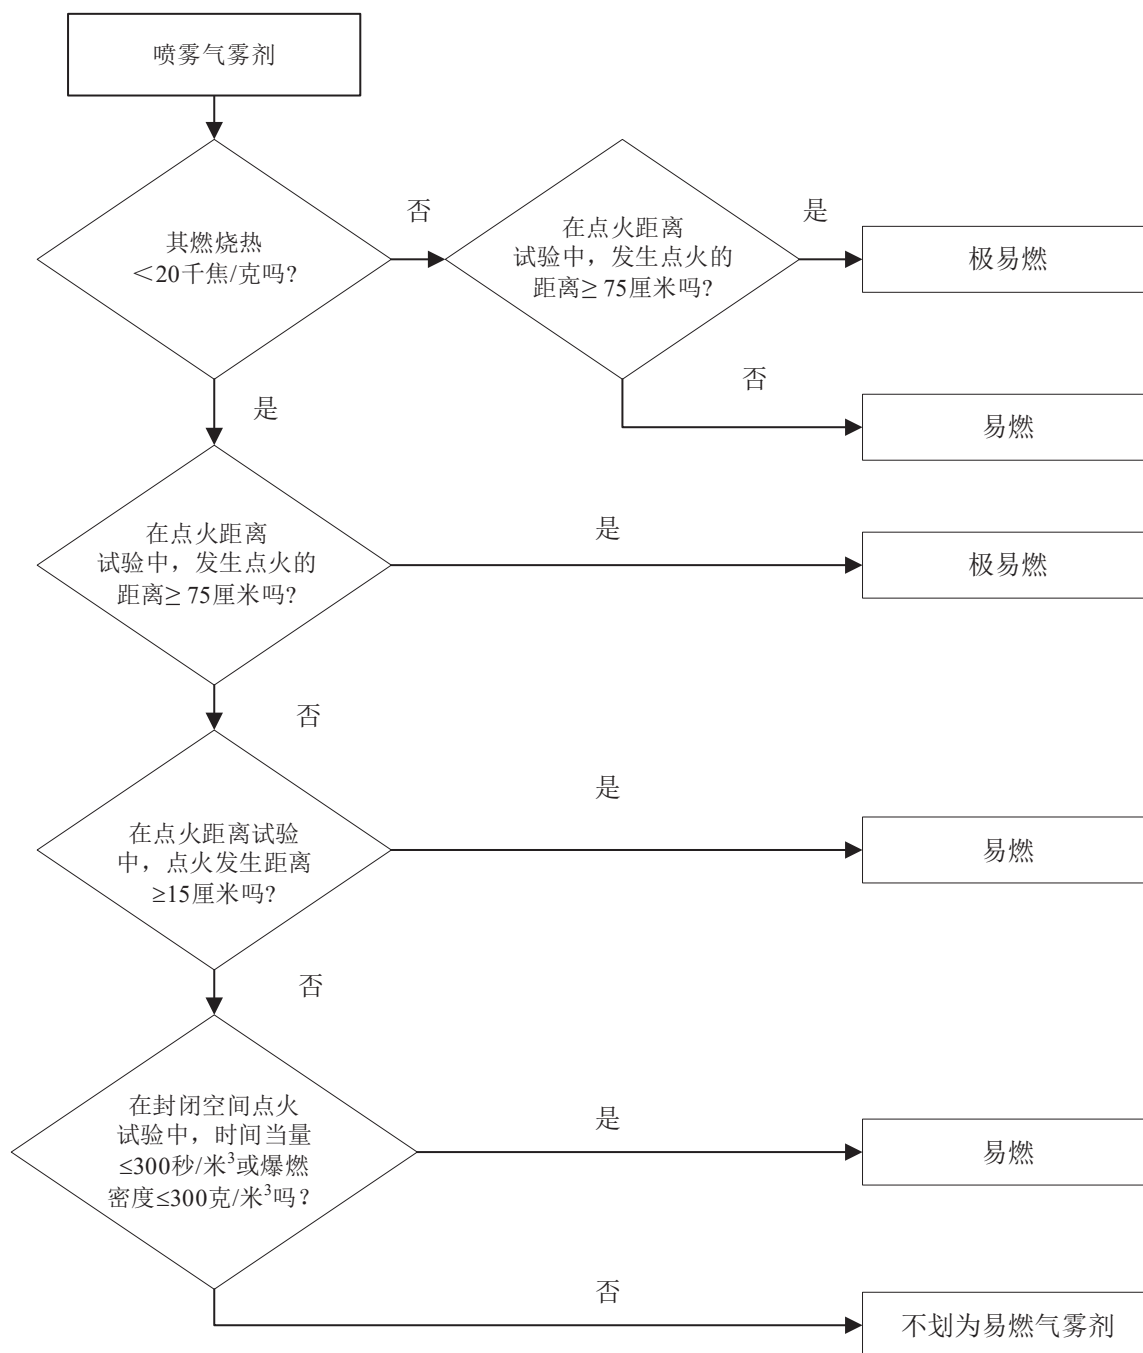 喷雾气雾剂
其燃烧热
＜20千焦/克吗?
否
在点火距离
试验中，发生点火的
距离≥ 75厘米吗?
是
极易燃
否
易燃
是
在点火距离
试验中，发生点火的
距离≥ 75厘米吗?
是
极易燃
否
在点火距离试验
中，点火发生距离
≥15厘米吗?
是
易燃
否
在封闭空间点火
试验中，时间当量
≤300秒/米³或爆燃
密度≤300克/米³吗？
是
易燃
否
不划为易燃气雾剂